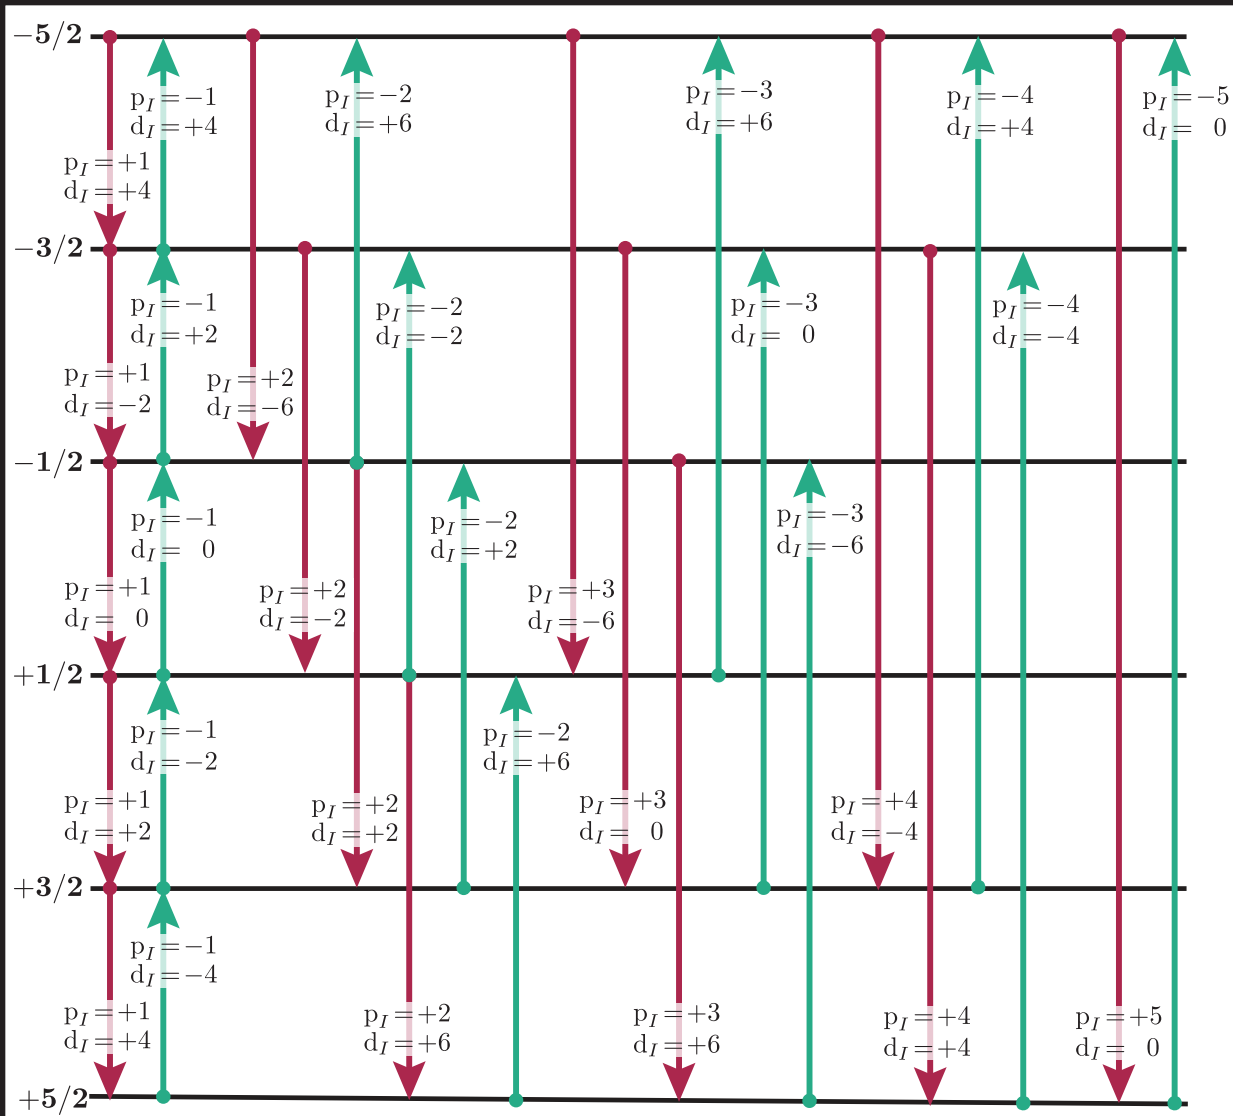 −5/2
p_I=−1
d_I=+4
p_I=−2
d_I=+6
p_I=−3
d_I=+6
p_I=−4
d_I=+4
p_I=−5
d_I= 0
p_I=+1
d_I=+4
−3/2
p_I=−1
d_I=+2
p_I=−2
d_I=−2
p_I=−3
d_I= 0
p_I=−4
d_I=−4
p_I=+1
d_I=−2
p_I=+2
d_I=−6
−1/2
p_I=−1
d_I= 0
p_I=−2
d_I=+2
p_I=−3
d_I=−6
p_I=+1
d_I= 0
p_I=+2
d_I=−2
p_I=+3
d_I=−6
+1/2
p_I=−1
d_I=−2
p_I=−2
d_I=+6
p_I=+1
d_I=+2
p_I=+2
d_I=+2
p_I=+3
d_I= 0
p_I=+4
d_I=−4
+3/2
p_I=−1
d_I=−4
p_I=+1
d_I=+4
p_I=+2
d_I=+6
p_I=+3
d_I=+6
p_I=+4
d_I=+4
p_I=+5
d_I= 0
+5/2